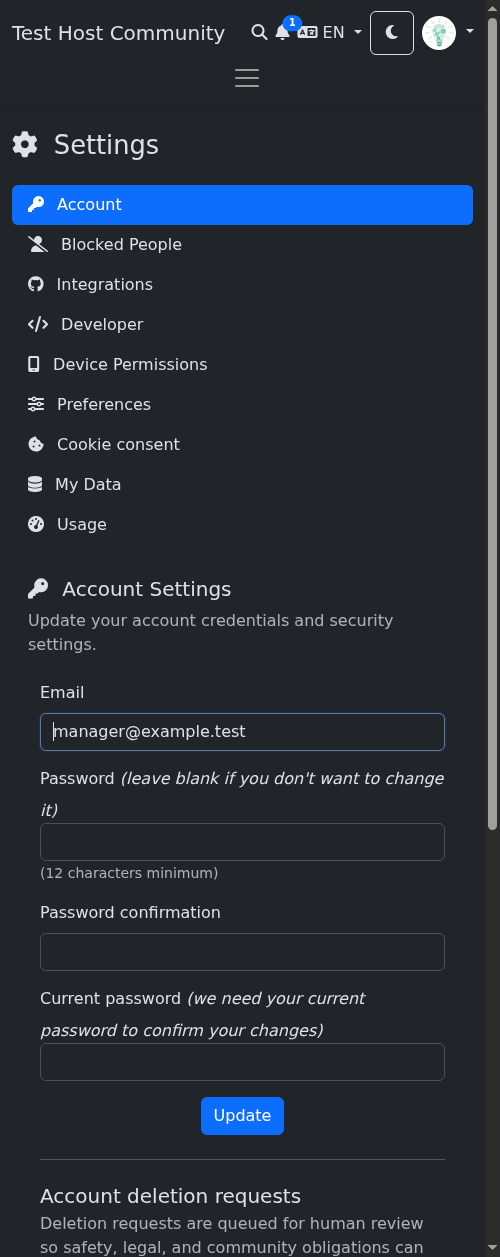 Test Host Community
1
EN
Settings
Account
Blocked People
Integrations
Developer
Device Permissions
Preferences
Cookie consent
My Data
Usage
Account Settings
Update your account credentials and security
settings.
Email
manager@example.test
Password (leave blank if you don't want to change
it)
(12 characters minimum)
Password confirmation
Current password (we need your current
password to confirm your changes)
Update
Account deletion requests
Deletion requests are queued for human review
so safety, legal, and community obligations can